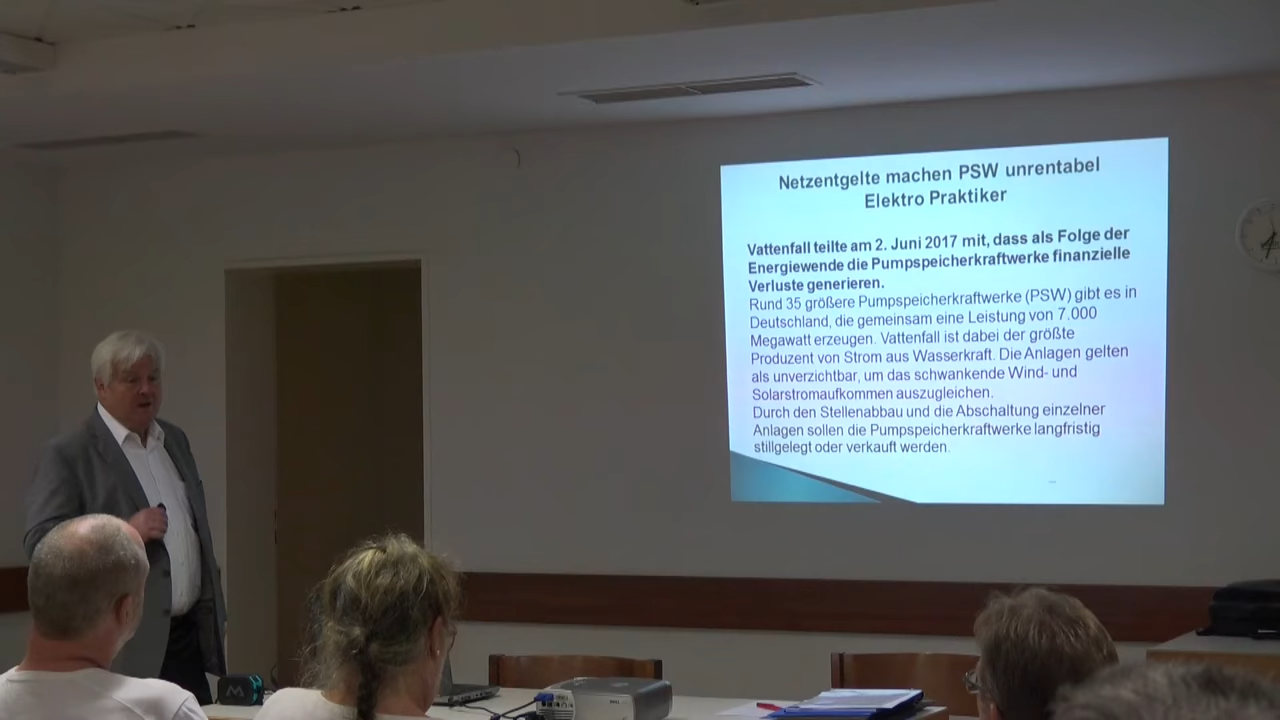 Netzentgelte machen PSW unrentabel
Elektro Praktiker
Vattenfall teilte am 2. Juni 2017 mit, dass als Folge der
Energiewende die Pumpspeicherkraftwerke finanzielle
Verluste generieren.
Rund 35 größere Pumpspeicherkraftwerke (PSW) gibt es in
Deutschland, die gemeinsam eine Leistung von 7.000
Megawatt erzeugen. Vattenfall ist dabei der größte
Produzent von Strom aus Wasserkraft. Die Anlagen gelten
als unverzichtbar, um das schwankende Wind- und
Solarstromaufkommen auszugleichen.
Durch den Stellenabbau und die Abschaltung einzelner
Anlagen sollen die Pumpspeicherkraftwerke langfristig
stillgelegt oder verkauft werden.